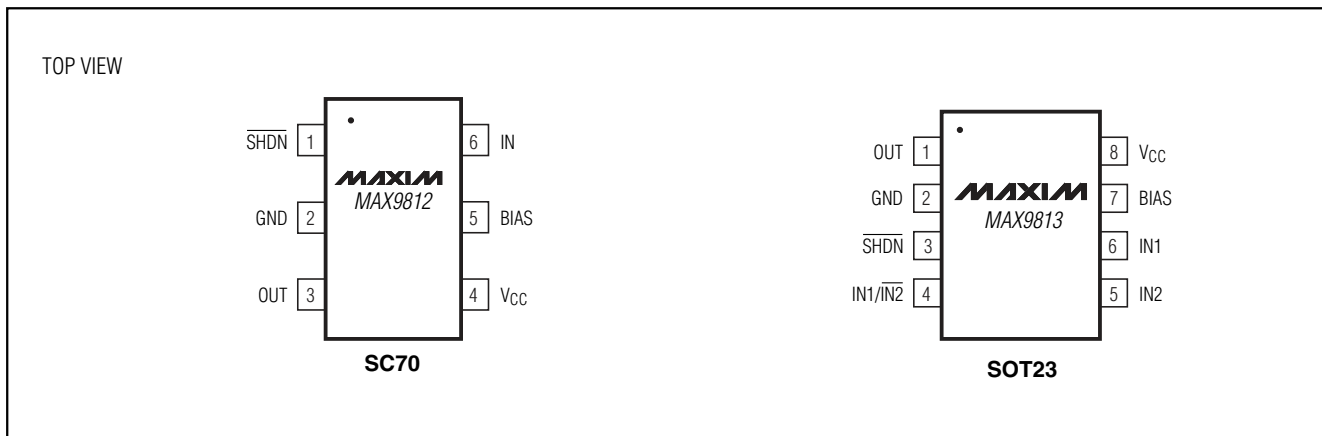 TOP VIEW
SHDN 1 6 IN
MAXIM
MAX9812
GND 2 5 BIAS
OUT 3 4 VCC
SC70
OUT 1 8 VCC
MAXIM
GND 2 7 BIAS
MAX9813
SHDN 3 6 IN1
IN1/IN2 4 5 IN2
SOT23